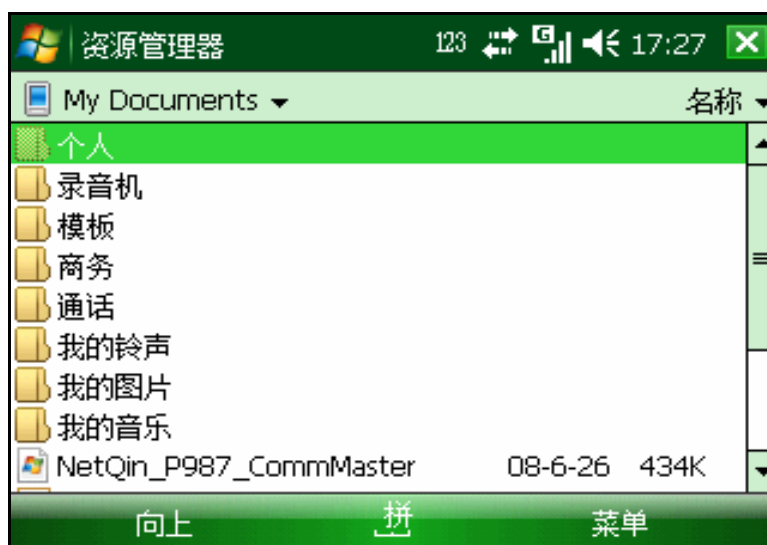 资源管理器 123 G 17:27
My Documents 名称
个人
录音机
模板
商务
通话
我的铃声
我的图片
我的音乐
NetQin_P987_CommMaster 08-6-26 434K
向上 拼 菜单